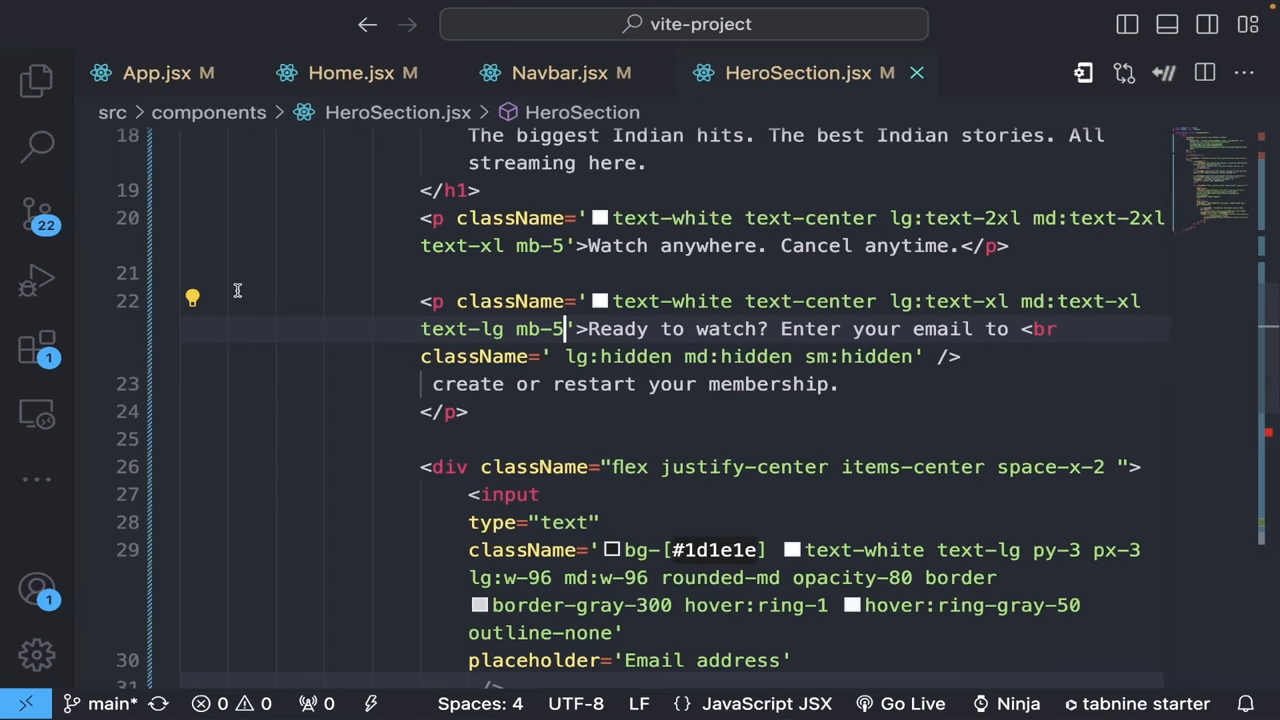 vite-project
App.jsx M
Home.jsx M
Navbar.jsx M
HeroSection.jsx M
src > components > HeroSection.jsx > HeroSection
18 The biggest Indian hits. The best Indian stories. All
streaming here.
19 </h1>
20 <p className='text-white text-center lg:text-2xl md:text-2xl
text-xl mb-5'>Watch anywhere. Cancel anytime.</p>
21
22 <p className='text-white text-center lg:text-xl md:text-xl
text-lg mb-5'>Ready to watch? Enter your email to <br
className=' lg:hidden md:hidden sm:hidden' />
23 create or restart your membership.
24 </p>
25
26 <div className="flex justify-center items-center space-x-2 ">
27 <input
28 type="text"
29 className='bg-[#1d1e1e] text-white text-lg py-3 px-3
lg:w-96 md:w-96 rounded-md opacity-80 border
border-gray-300 hover:ring-1 hover:ring-gray-50
outline-none'
30 placeholder='Email address'
31 />
22
1
1
main* 0 0 0 Spaces: 4 UTF-8 LF {} JavaScript JSX Go Live Ninja tabnine starter